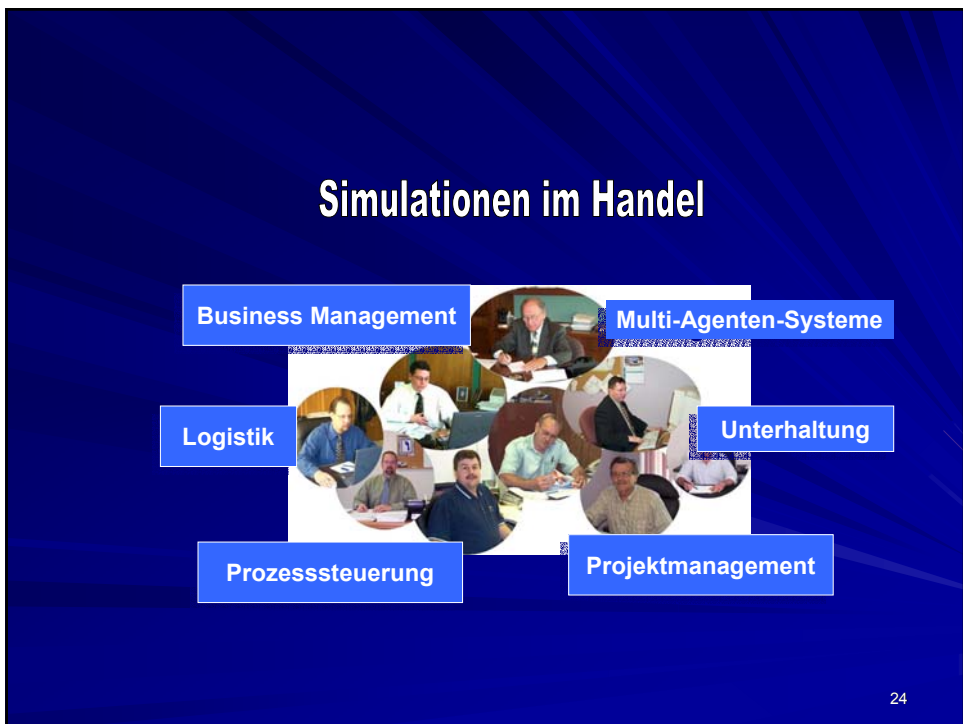 Simulationen im Handel
Business Management
Multi-Agenten-Systeme
Logistik
Unterhaltung
Prozesssteuerung
Projektmanagement
24